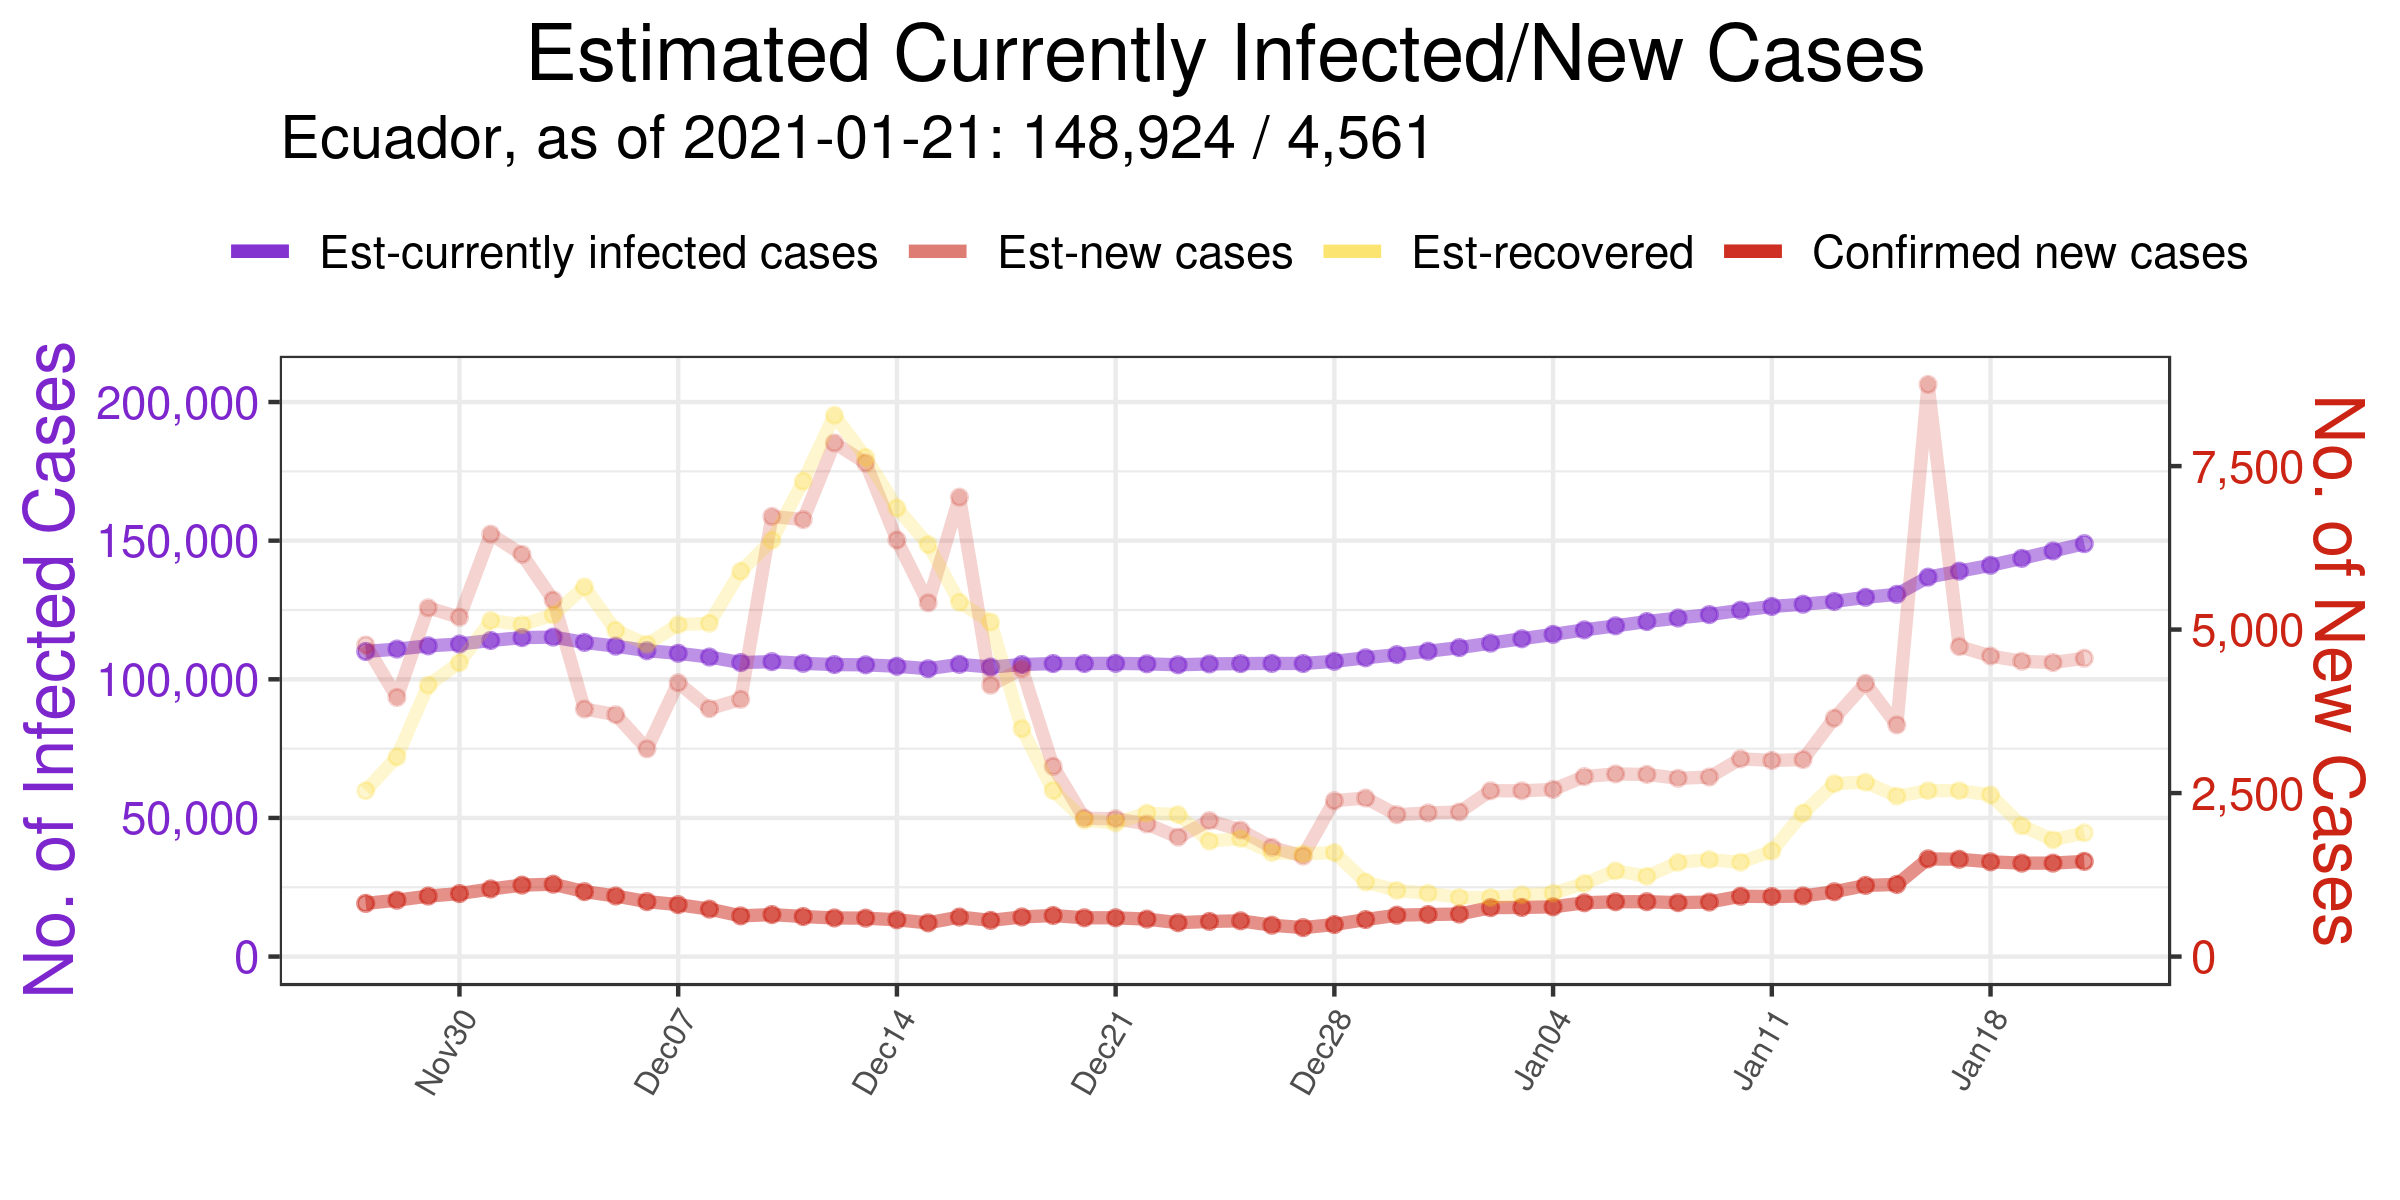 Estimated Currently Infected/New Cases
Ecuador, as of 2021-01-21: 148,924 / 4,561
Est-currently infected cases Est-new cases Est-recovered Confirmed new cases
No. of Infected Cases
200,000
150,000
100,000
50,000
0
7,500
5,000
2,500
0
No. of New Cases
Nov30 Dec07 Dec14 Dec21 Dec28 Jan04 Jan11 Jan18